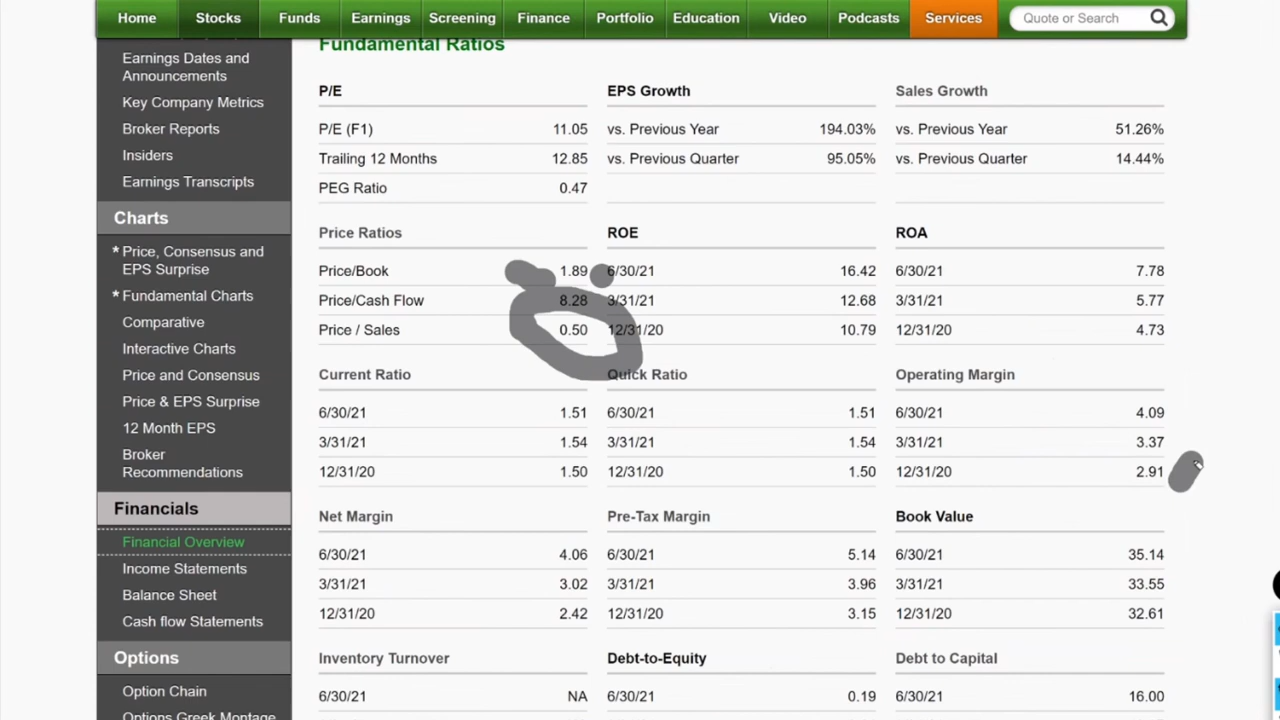 Home Stocks Funds Earnings Screening Finance Portfolio Education Video Podcasts Services Quote or Search
Earnings Dates and
Announcements
Key Company Metrics
Broker Reports
Insiders
Earnings Transcripts
Charts
* Price, Consensus and
EPS Surprise
* Fundamental Charts
Comparative
Interactive Charts
Price and Consensus
Price & EPS Surprise
12 Month EPS
Broker
Recommendations
Financials
Financial Overview
Income Statements
Balance Sheet
Cash flow Statements
Options
Option Chain
Options Greek Montage
Fundamental Ratios
P/E EPS Growth Sales Growth
P/E (F1) 11.05 vs. Previous Year 194.03% vs. Previous Year 51.26%
Trailing 12 Months 12.85 vs. Previous Quarter 95.05% vs. Previous Quarter 14.44%
PEG Ratio 0.47
Price Ratios ROE ROA
Price/Book 1.89 6/30/21 16.42 6/30/21 7.78
Price/Cash Flow 8.28 3/31/21 12.68 3/31/21 5.77
Price / Sales 0.50 12/31/20 10.79 12/31/20 4.73
Current Ratio Quick Ratio Operating Margin
6/30/21 1.51 6/30/21 1.51 6/30/21 4.09
3/31/21 1.54 3/31/21 1.54 3/31/21 3.37
12/31/20 1.50 12/31/20 1.50 12/31/20 2.91
Net Margin Pre-Tax Margin Book Value
6/30/21 4.06 6/30/21 5.14 6/30/21 35.14
3/31/21 3.02 3/31/21 3.96 3/31/21 33.55
12/31/20 2.42 12/31/20 3.15 12/31/20 32.61
Inventory Turnover Debt-to-Equity Debt to Capital
6/30/21 NA 6/30/21 0.19 6/30/21 16.00